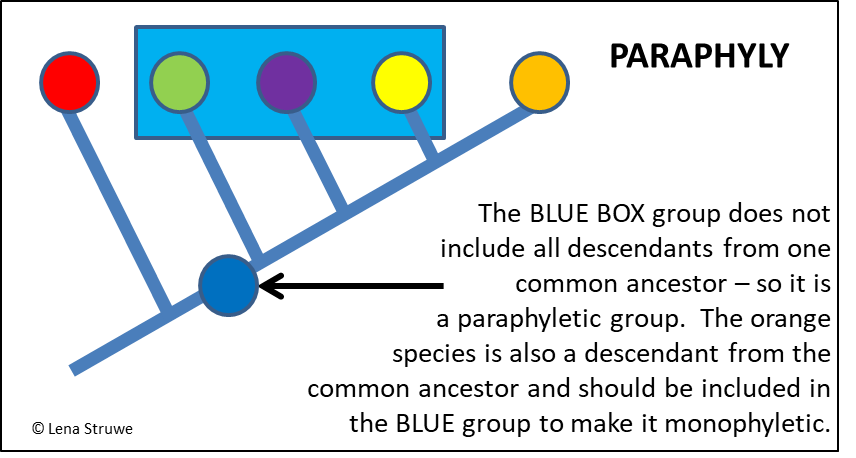 PARAPHYLY
The BLUE BOX group does not
include all descendants from one
common ancestor – so it is
a paraphyletic group.  The orange
species is also a descendant from the
common ancestor and should be included in
the BLUE group to make it monophyletic.
© Lena Struwe